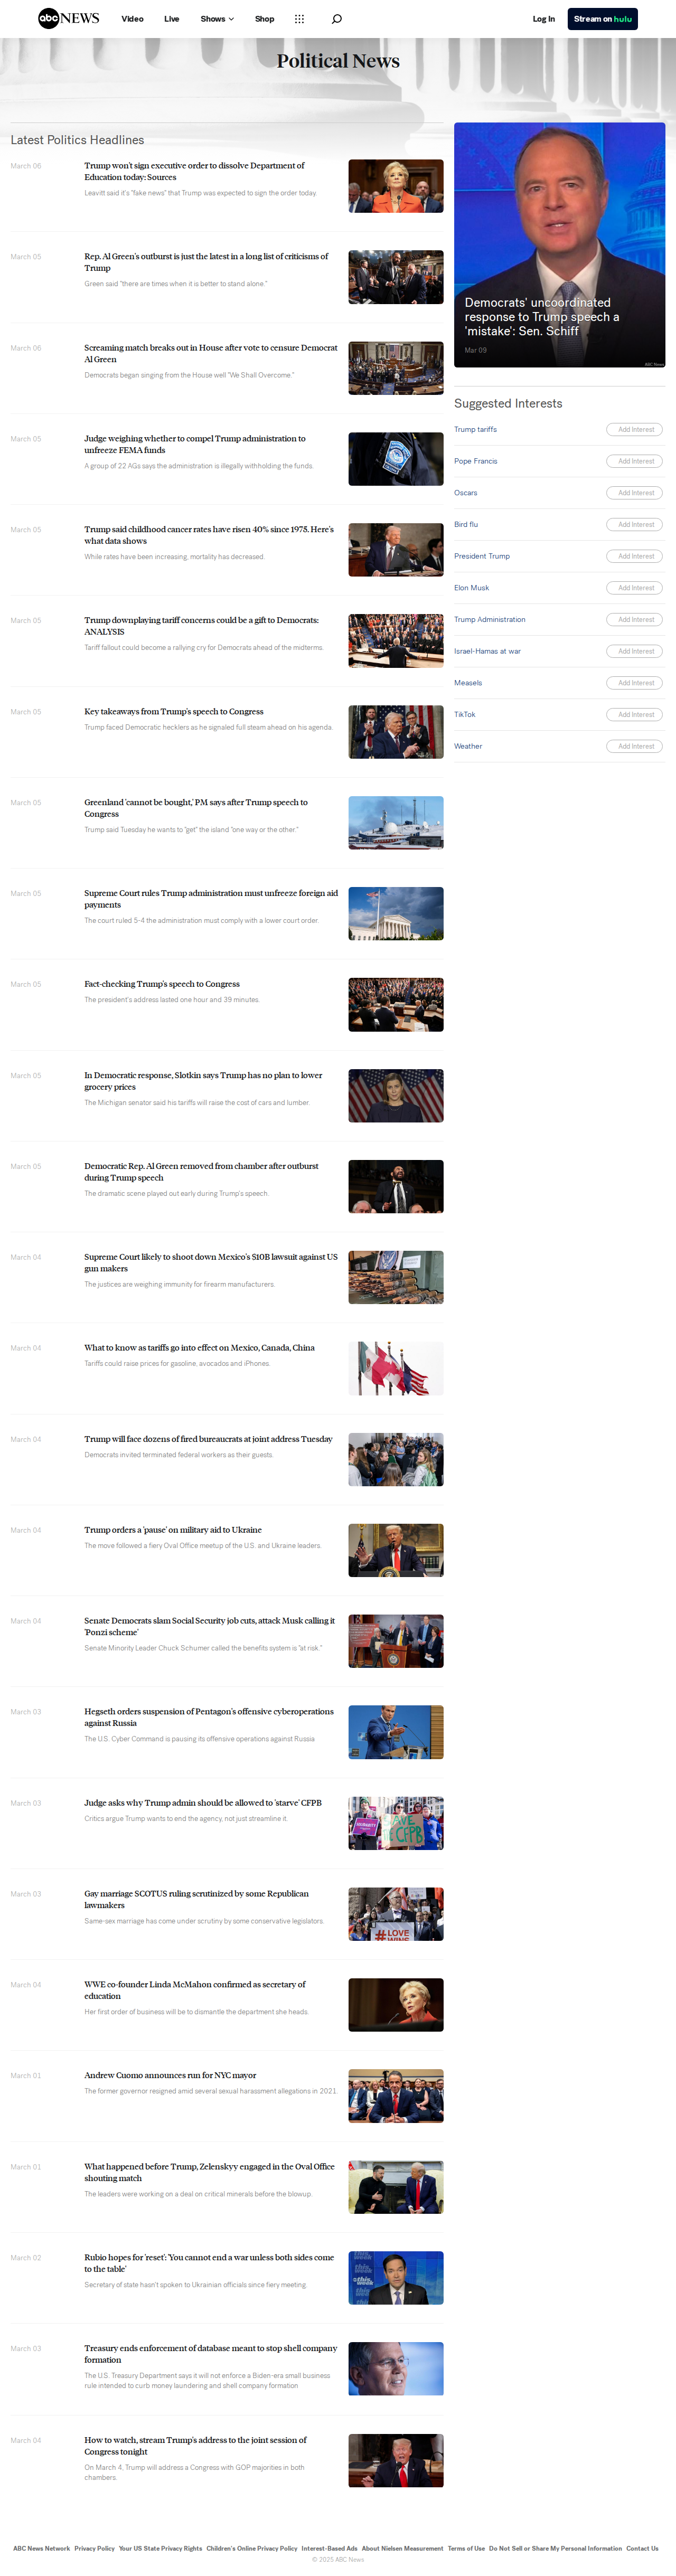 abc NEWS Video Live Shows Shop Log In Stream on hulu
Political News
Latest Politics Headlines
March 06
Trump won't sign executive order to dissolve Department of
Education today: Sources
Leavitt said it's "fake news" that Trump was expected to sign the order today.
March 05
Rep. Al Green's outburst is just the latest in a long list of criticisms of
Trump
Green said "there are times when it is better to stand alone."
March 06
Screaming match breaks out in House after vote to censure Democrat
Al Green
Democrats began singing from the House well "We Shall Overcome."
March 05
Judge weighing whether to compel Trump administration to
unfreeze FEMA funds
A group of 22 AGs says the administration is illegally withholding the funds.
March 05
Trump said childhood cancer rates have risen 40% since 1975. Here's
what data shows
While rates have been increasing, mortality has decreased.
March 05
Trump downplaying tariff concerns could be a gift to Democrats:
ANALYSIS
Tariff fallout could become a rallying cry for Democrats ahead of the midterms.
March 05
Key takeaways from Trump's speech to Congress
Trump faced Democratic hecklers as he signaled full steam ahead on his agenda.
March 05
Greenland 'cannot be bought,' PM says after Trump speech to
Congress
Trump said Tuesday he wants to "get" the island "one way or the other."
March 05
Supreme Court rules Trump administration must unfreeze foreign aid
payments
The court ruled 5-4 the administration must comply with a lower court order.
March 05
Fact-checking Trump's speech to Congress
The president's address lasted one hour and 39 minutes.
March 05
In Democratic response, Slotkin says Trump has no plan to lower
grocery prices
The Michigan senator said his tariffs will raise the cost of cars and lumber.
March 05
Democratic Rep. Al Green removed from chamber after outburst
during Trump speech
The dramatic scene played out early during Trump's speech.
March 04
Supreme Court likely to shoot down Mexico's $10B lawsuit against US
gun makers
The justices are weighing immunity for firearm manufacturers.
March 04
What to know as tariffs go into effect on Mexico, Canada, China
Tariffs could raise prices for gasoline, avocados and iPhones.
March 04
Trump will face dozens of fired bureaucrats at joint address Tuesday
Democrats invited terminated federal workers as their guests.
March 04
Trump orders a 'pause' on military aid to Ukraine
The move followed a fiery Oval Office meetup of the U.S. and Ukraine leaders.
March 04
Senate Democrats slam Social Security job cuts, attack Musk calling it
'Ponzi scheme'
Senate Minority Leader Chuck Schumer called the benefits system is "at risk."
March 03
Hegseth orders suspension of Pentagon's offensive cyberoperations
against Russia
The U.S. Cyber Command is pausing its offensive operations against Russia
March 03
Judge asks why Trump admin should be allowed to 'starve' CFPB
Critics argue Trump wants to end the agency, not just streamline it.
SAVE THE CFPB
March 03
Gay marriage SCOTUS ruling scrutinized by some Republican
lawmakers
Same-sex marriage has come under scrutiny by some conservative legislators.
#LOVE
WINS
March 04
WWE co-founder Linda McMahon confirmed as secretary of
education
Her first order of business will be to dismantle the department she heads.
March 01
Andrew Cuomo announces run for NYC mayor
The former governor resigned amid several sexual harassment allegations in 2021.
March 01
What happened before Trump, Zelenskyy engaged in the Oval Office
shouting match
The leaders were working on a deal on critical minerals before the blowup.
March 02
Rubio hopes for 'reset': 'You cannot end a war unless both sides come
to the table'
Secretary of state hasn't spoken to Ukrainian officials since fiery meeting.
March 03
Treasury ends enforcement of database meant to stop shell company
formation
The U.S. Treasury Department says it will not enforce a Biden-era small business
rule intended to curb money laundering and shell company formation
March 04
How to watch, stream Trump's address to the joint session of
Congress tonight
On March 4, Trump will address a Congress with GOP majorities in both
chambers.
Democrats' uncoordinated
response to Trump speech a
'mistake': Sen. Schiff
Mar 09
ABC News
Suggested Interests
Trump tariffs Add Interest
Pope Francis Add Interest
Oscars Add Interest
Bird flu Add Interest
President Trump Add Interest
Elon Musk Add Interest
Trump Administration Add Interest
Israel-Hamas at war Add Interest
Measels Add Interest
TikTok Add Interest
Weather Add Interest
ABC News Network Privacy Policy Your US State Privacy Rights Children's Online Privacy Policy Interest-Based Ads About Nielsen Measurement Terms of Use Do Not Sell or Share My Personal Information Contact Us
© 2025 ABC News